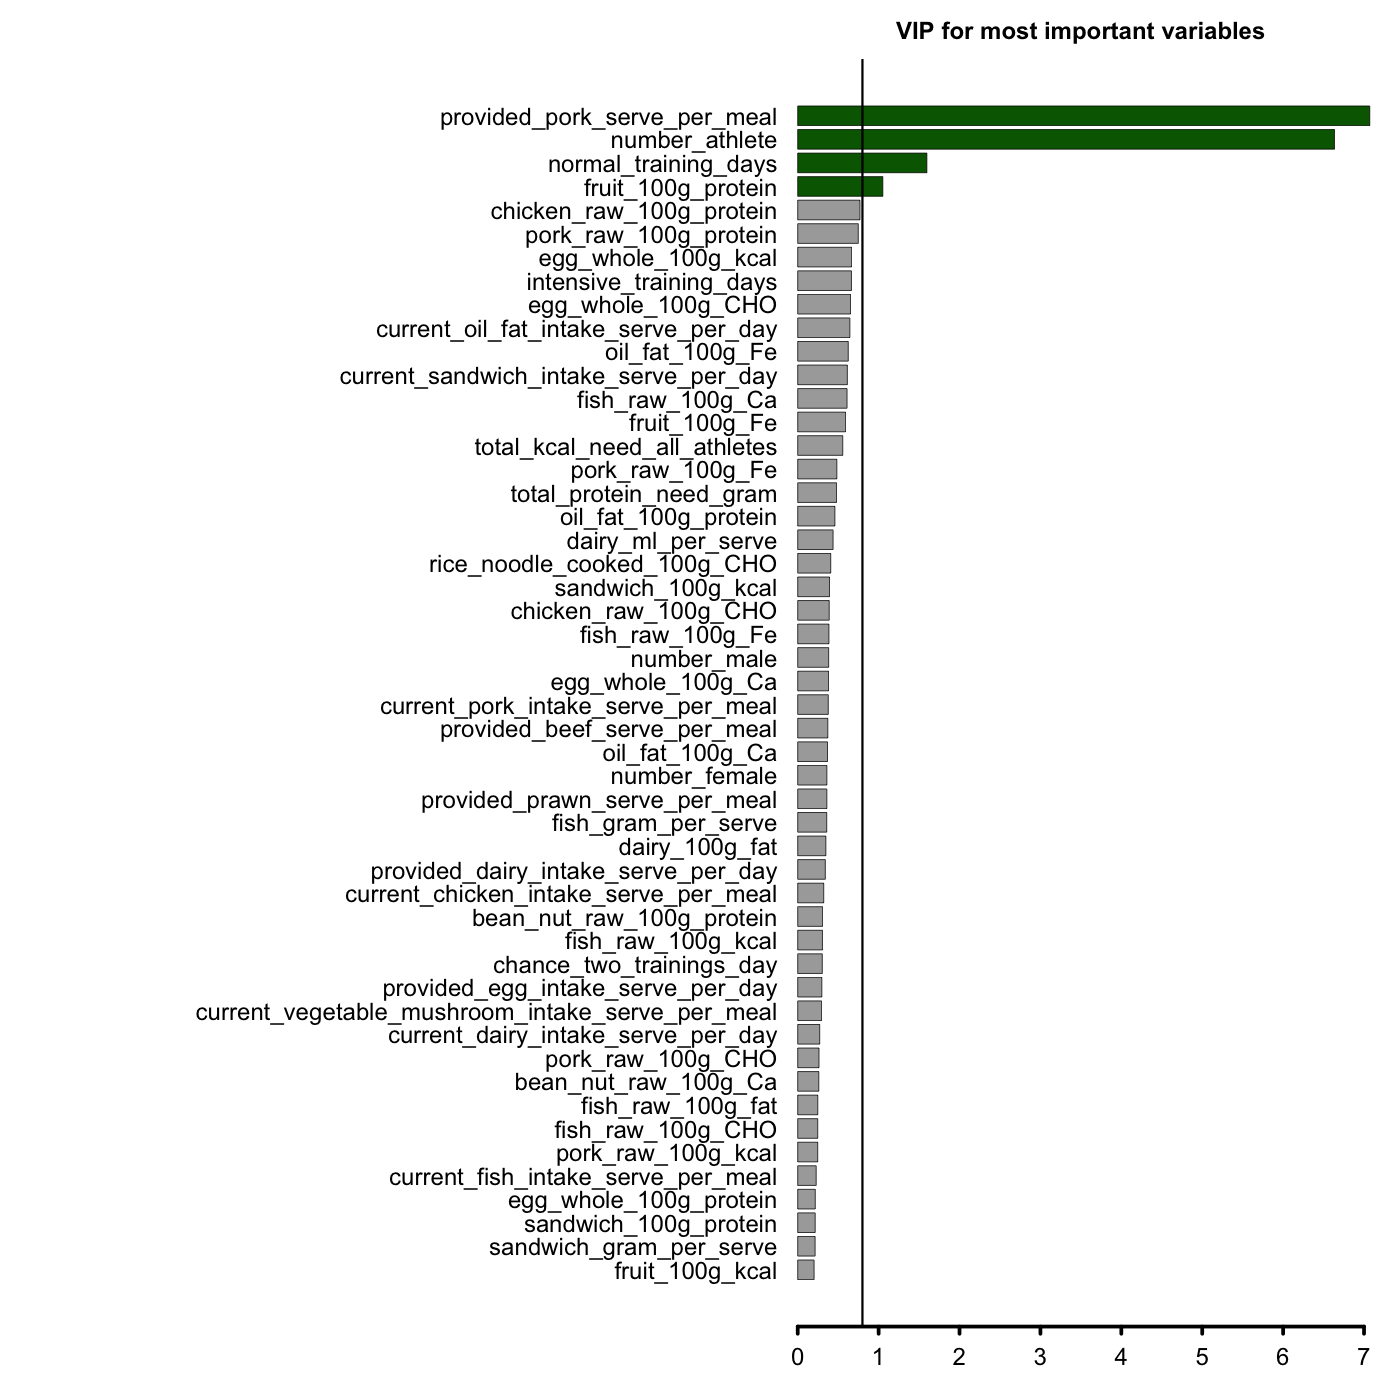 VIP for most important variables
provided_pork_serve_per_meal
number_athlete
normal_training_days
fruit_100g_protein
chicken_raw_100g_protein
pork_raw_100g_protein
egg_whole_100g_kcal
intensive_training_days
egg_whole_100g_CHO
current_oil_fat_intake_serve_per_day
oil_fat_100g_Fe
current_sandwich_intake_serve_per_day
fish_raw_100g_Ca
fruit_100g_Fe
total_kcal_need_all_athletes
pork_raw_100g_Fe
total_protein_need_gram
oil_fat_100g_protein
dairy_ml_per_serve
rice_noodle_cooked_100g_CHO
sandwich_100g_kcal
chicken_raw_100g_CHO
fish_raw_100g_Fe
number_male
egg_whole_100g_Ca
current_pork_intake_serve_per_meal
provided_beef_serve_per_meal
oil_fat_100g_Ca
number_female
provided_prawn_serve_per_meal
fish_gram_per_serve
dairy_100g_fat
provided_dairy_intake_serve_per_day
current_chicken_intake_serve_per_meal
bean_nut_raw_100g_protein
fish_raw_100g_kcal
chance_two_trainings_day
provided_egg_intake_serve_per_day
current_vegetable_mushroom_intake_serve_per_meal
current_dairy_intake_serve_per_day
pork_raw_100g_CHO
bean_nut_raw_100g_Ca
fish_raw_100g_fat
fish_raw_100g_CHO
pork_raw_100g_kcal
current_fish_intake_serve_per_meal
egg_whole_100g_protein
sandwich_100g_protein
sandwich_gram_per_serve
fruit_100g_kcal
0 1 2 3 4 5 6 7